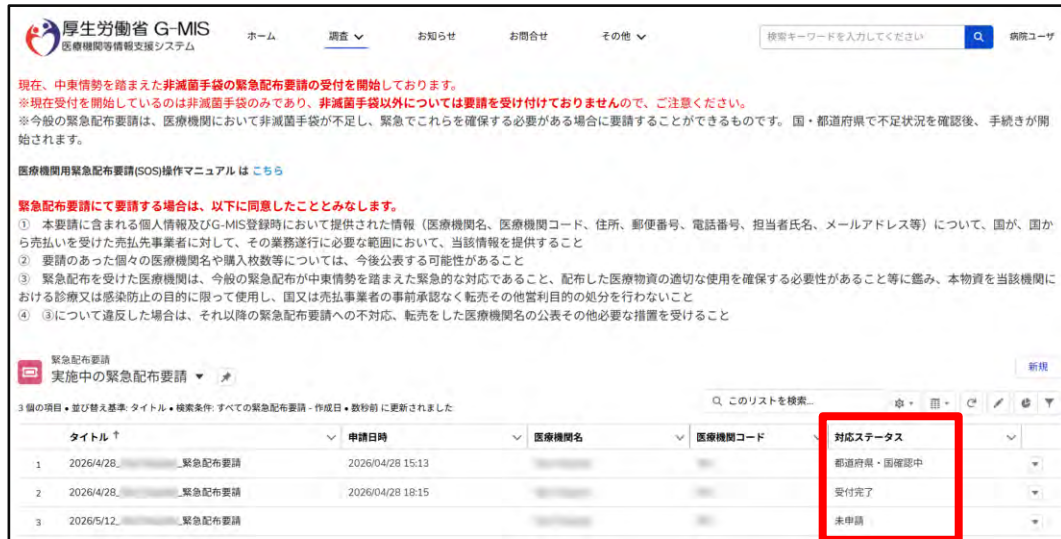 厚生労働省 G-MIS
医療機関等情報支援システム
ホーム 調査 お知らせ お問合せ その他 検索キーワードを入力してください 病院ユーザ
現在、中東情勢を踏まえた非滅菌手袋の緊急配布要請の受付を開始しております。
※現在受付を開始しているのは非滅菌手袋のみであり、非滅菌手袋以外については要請を受け付けておりませんので、ご注意ください。
※今般の緊急配布要請は、医療機関において非滅菌手袋が不足し、緊急でこれらを確保する必要がある場合に要請することができるものです。 国・都道府県で不足状況を確認後、 手続きが開
始されます。
医療機関用緊急配布要請(SOS)操作マニュアル は こちら
緊急配布要請にて要請する場合は、以下に同意したこととみなします。
① 本要請に含まれる個人情報及びG-MIS登録時において提供された情報（医療機関名、医療機関コード、住所、郵便番号、電話番号、担当者氏名、メールアドレス等）について、国が、国か
ら売払いを受けた売払先事業者に対して、その業務遂行に必要な範囲において、当該情報を提供すること
② 要請のあった個々の医療機関名や購入枚数等については、今後公表する可能性があること
③ 緊急配布を受けた医療機関は、今般の緊急配布が中東情勢を踏まえた緊急的な対応であること、配布した医療物資の適切な使用を確保する必要性があること等に鑑み、本物資を当該機関に
おける診療又は感染防止の目的に限って使用し、国又は売払事業者の事前承認なく転売その他営利目的の処分を行わないこと
④ ③について違反した場合は、それ以降の緊急配布要請への不対応、転売をした医療機関名の公表その他必要な措置を受けること
緊急配布要請
実施中の緊急配布要請 新規
3 個の項目 • 並び替え基準: タイトル • 検索条件: すべての緊急配布要請 - 作成日 • 数秒前 に更新されました このリストを検索...
タイトル ↑ 申請日時 医療機関名 医療機関コード 対応ステータス
1 2026/4/28_ _緊急配布要請 2026/04/28 15:13 都道府県・国確認中
2 2026/4/28_ _緊急配布要請 2026/04/28 18:15 受付完了
3 2026/5/12_ _緊急配布要請 未申請